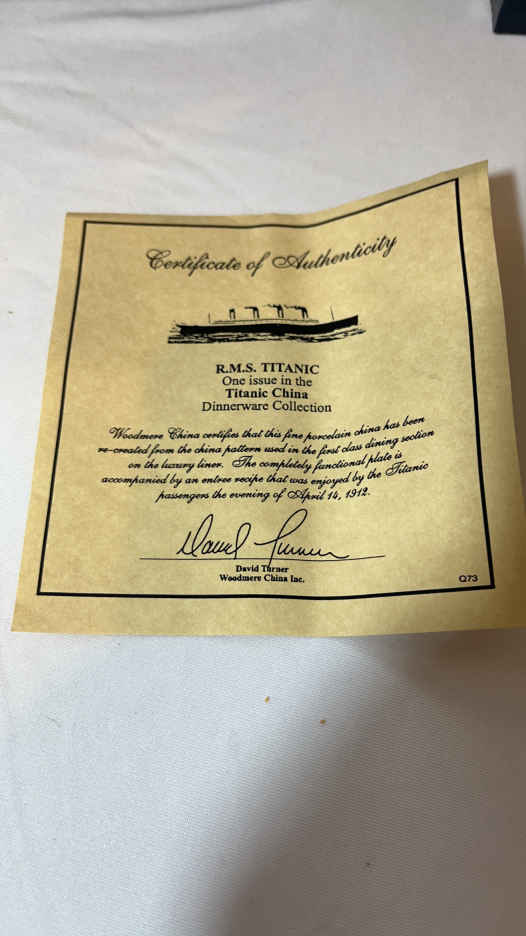 Certificate of Authenticity
R.M.S. TITANIC
One issue in the
Titanic China
Dinnerware Collection
Woodmere China certifies that this fine porcelain china has been
re-created from the china pattern used in the first class dining section
on the luxury liner. The completely functional plate is
accompanied by an entree recipe that was enjoyed by the Titanic
passengers the evening of April 14, 1912.
David Turner
David Turner
Woodmere China Inc.
Q73